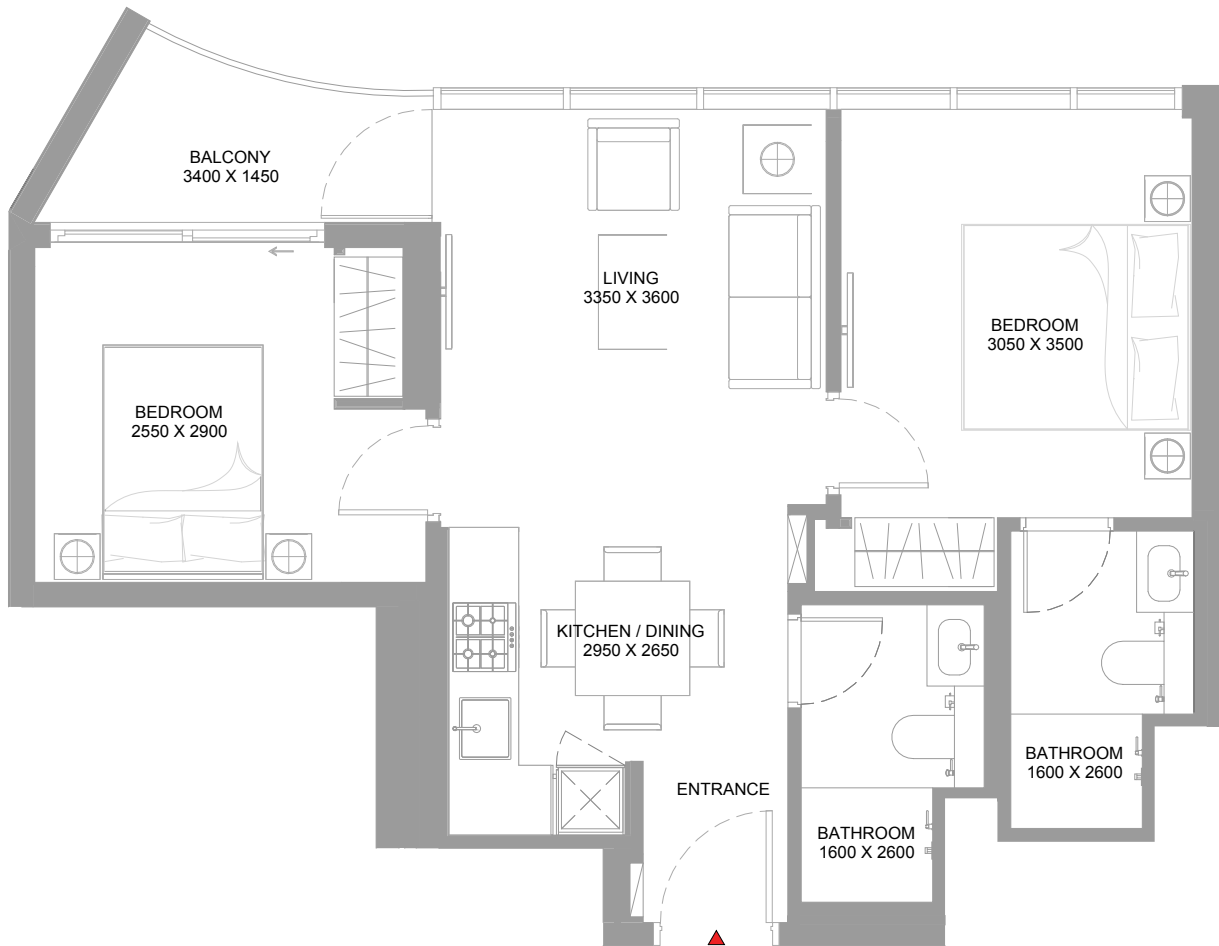 BALCONY
3400 X 1450
LIVING
3350 X 3600
BEDROOM
3050 X 3500
BEDROOM
2550 X 2900
KITCHEN / DINING
2950 X 2650
ENTRANCE
BATHROOM
1600 X 2600
BATHROOM
1600 X 2600